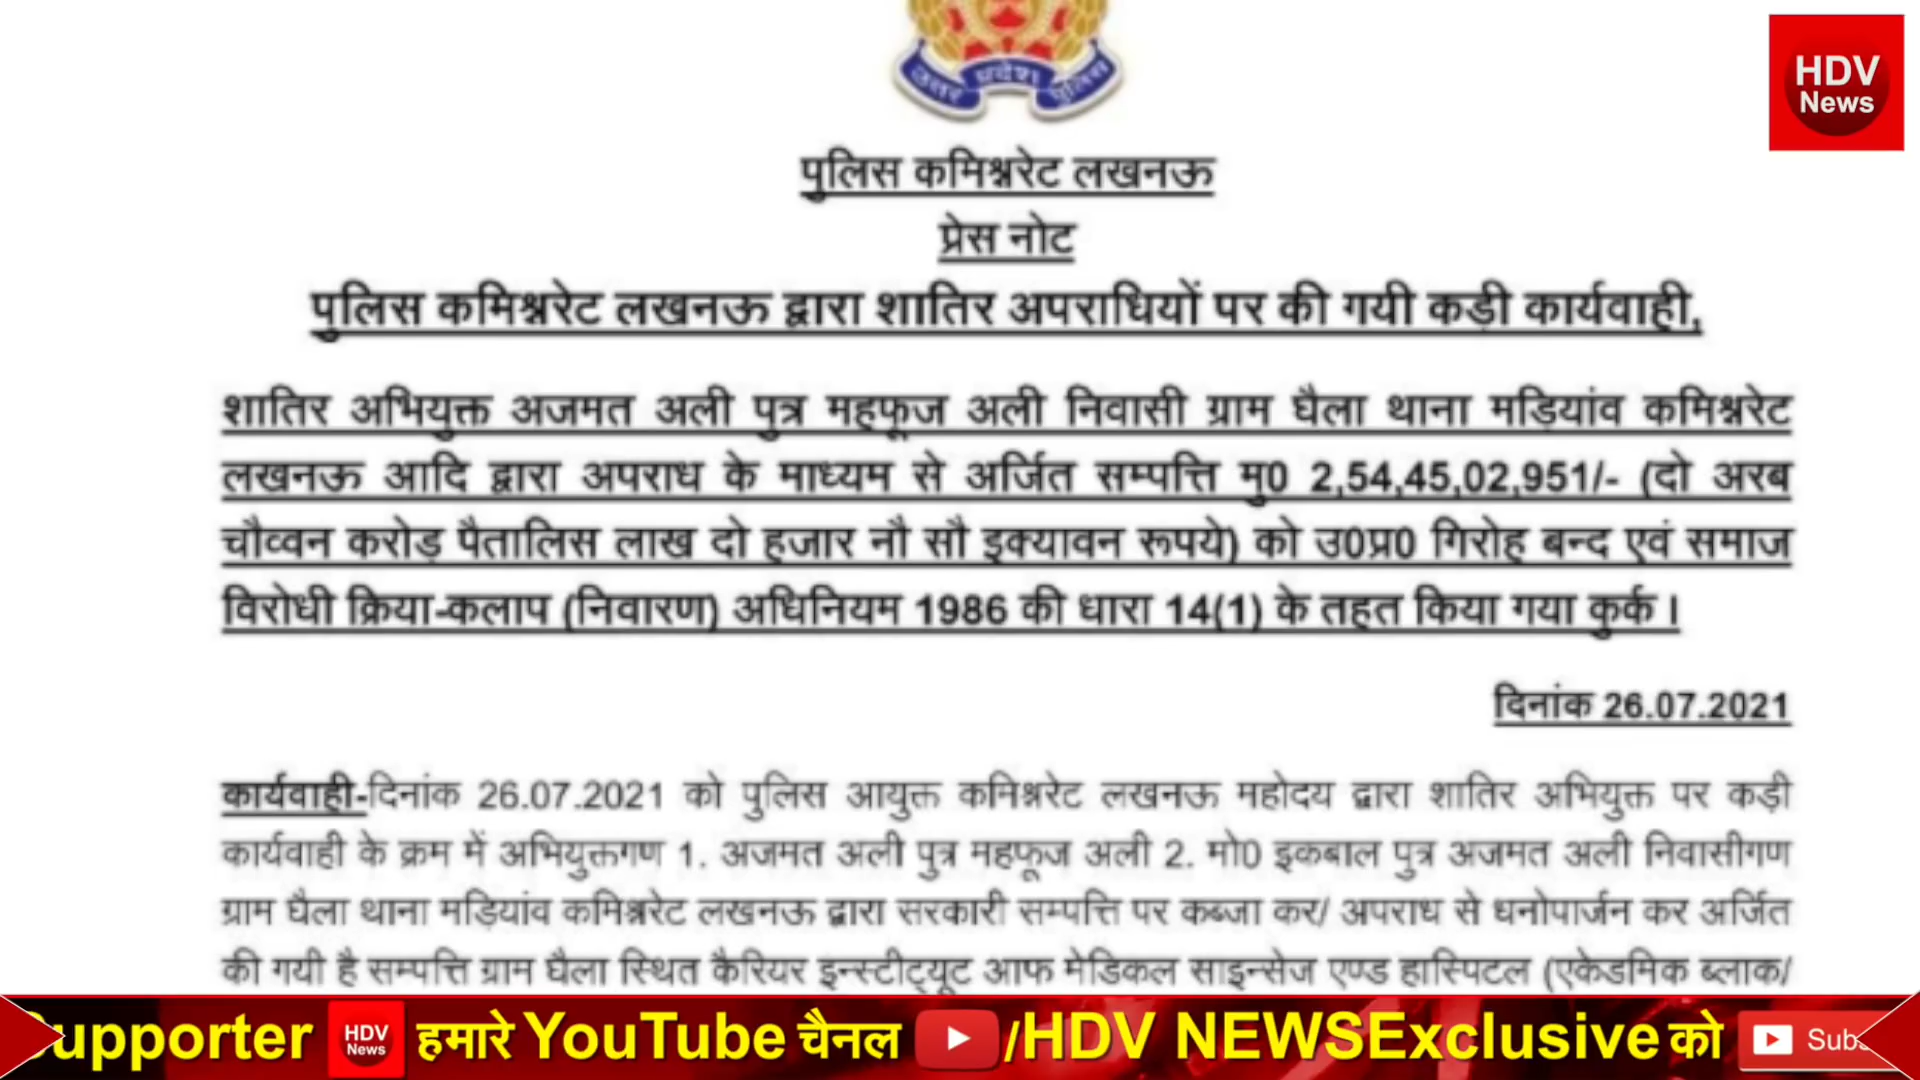 उत्तर प्रदेश पुलिस
HDV
News
पुलिस कमिश्नरेट लखनऊ
प्रेस नोट
पुलिस कमिश्नरेट लखनऊ द्वारा शातिर अपराधियों पर की गयी कड़ी कार्यवाही,
शातिर अभियुक्त अजमत अली पुत्र महफूज अली निवासी ग्राम घैला थाना मड़ियांव कमिश्नरेट
लखनऊ आदि द्वारा अपराध के माध्यम से अर्जित सम्पत्ति मु0 2,54,45,02,951/- (दो अरब
चौव्वन करोड़ पैतालिस लाख दो हजार नौ सौ इक्यावन रूपये) को उ0प्र0 गिरोह बन्द एवं समाज
विरोधी क्रिया-कलाप (निवारण) अधिनियम 1986 की धारा 14(1) के तहत किया गया कुर्क।
दिनांक 26.07.2021
कार्यवाही-दिनांक 26.07.2021 को पुलिस आयुक्त कमिश्नरेट लखनऊ महोदय द्वारा शातिर अभियुक्त पर कड़ी
कार्यवाही के क्रम में अभियुक्तगण 1. अजमत अली पुत्र महफूज अली 2. मो0 इकबाल पुत्र अजमत अली निवासीगण
ग्राम घैला थाना मड़ियांव कमिश्नरेट लखनऊ द्वारा सरकारी सम्पत्ति पर कब्जा कर/ अपराध से धनोपार्जन कर अर्जित
की गयी है सम्पत्ति ग्राम घैला स्थित कैरियर इन्स्टीट्यूट आफ मेडिकल साइन्सेज एण्ड हास्पिटल (एकेडमिक ब्लाक/
Supporter HDV News हमारे YouTube चैनल /HDV NEWSExclusive को Subs